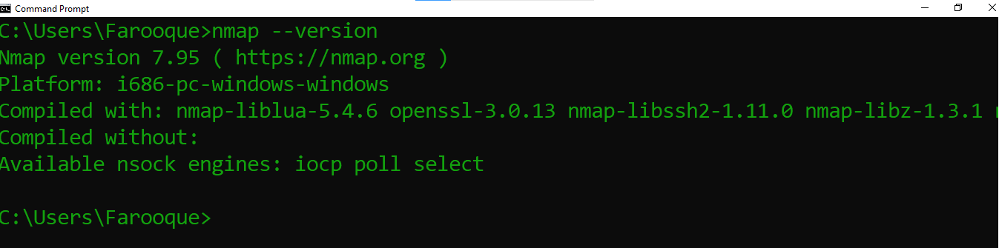 Command Prompt
C:\Users\Farooque>nmap --version
Nmap version 7.95 ( https://nmap.org )
Platform: i686-pc-windows-windows
Compiled with: nmap-liblua-5.4.6 openssl-3.0.13 nmap-libssh2-1.11.0 nmap-libz-1.3.1
Compiled without:
Available nsock engines: iocp poll select
C:\Users\Farooque>